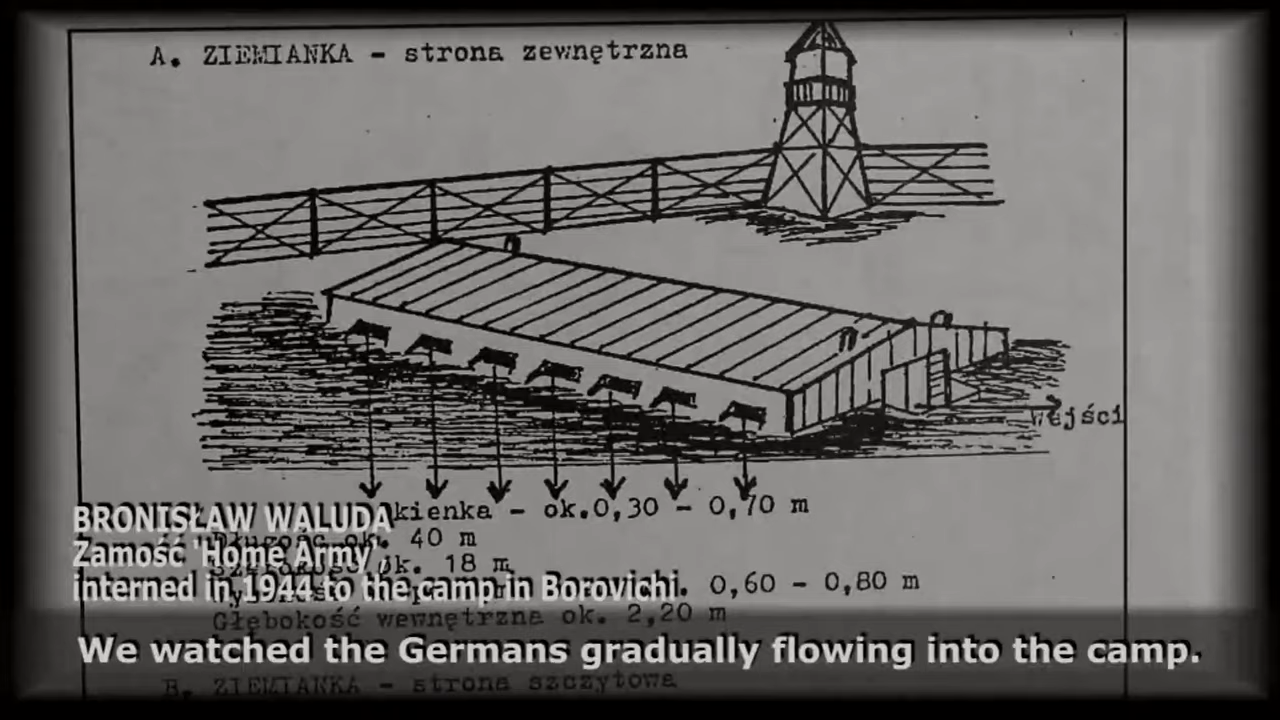 A. ZIEMIANKA - strona zewnętrzna
wejści
kienka - ok.0,30 - 0,70 m
BRONISŁAW WALUDA
Długość ok. 40 m
Zamość 'Home Army',
ok. 18 m
interned in 1944 to the camp in Borovichi.
0,60 - 0,80 m
Głębokość wewnętrzna ok. 2,20 m
We watched the Germans gradually flowing into the camp.
B. ZIEMIANKA - strona szczytowa